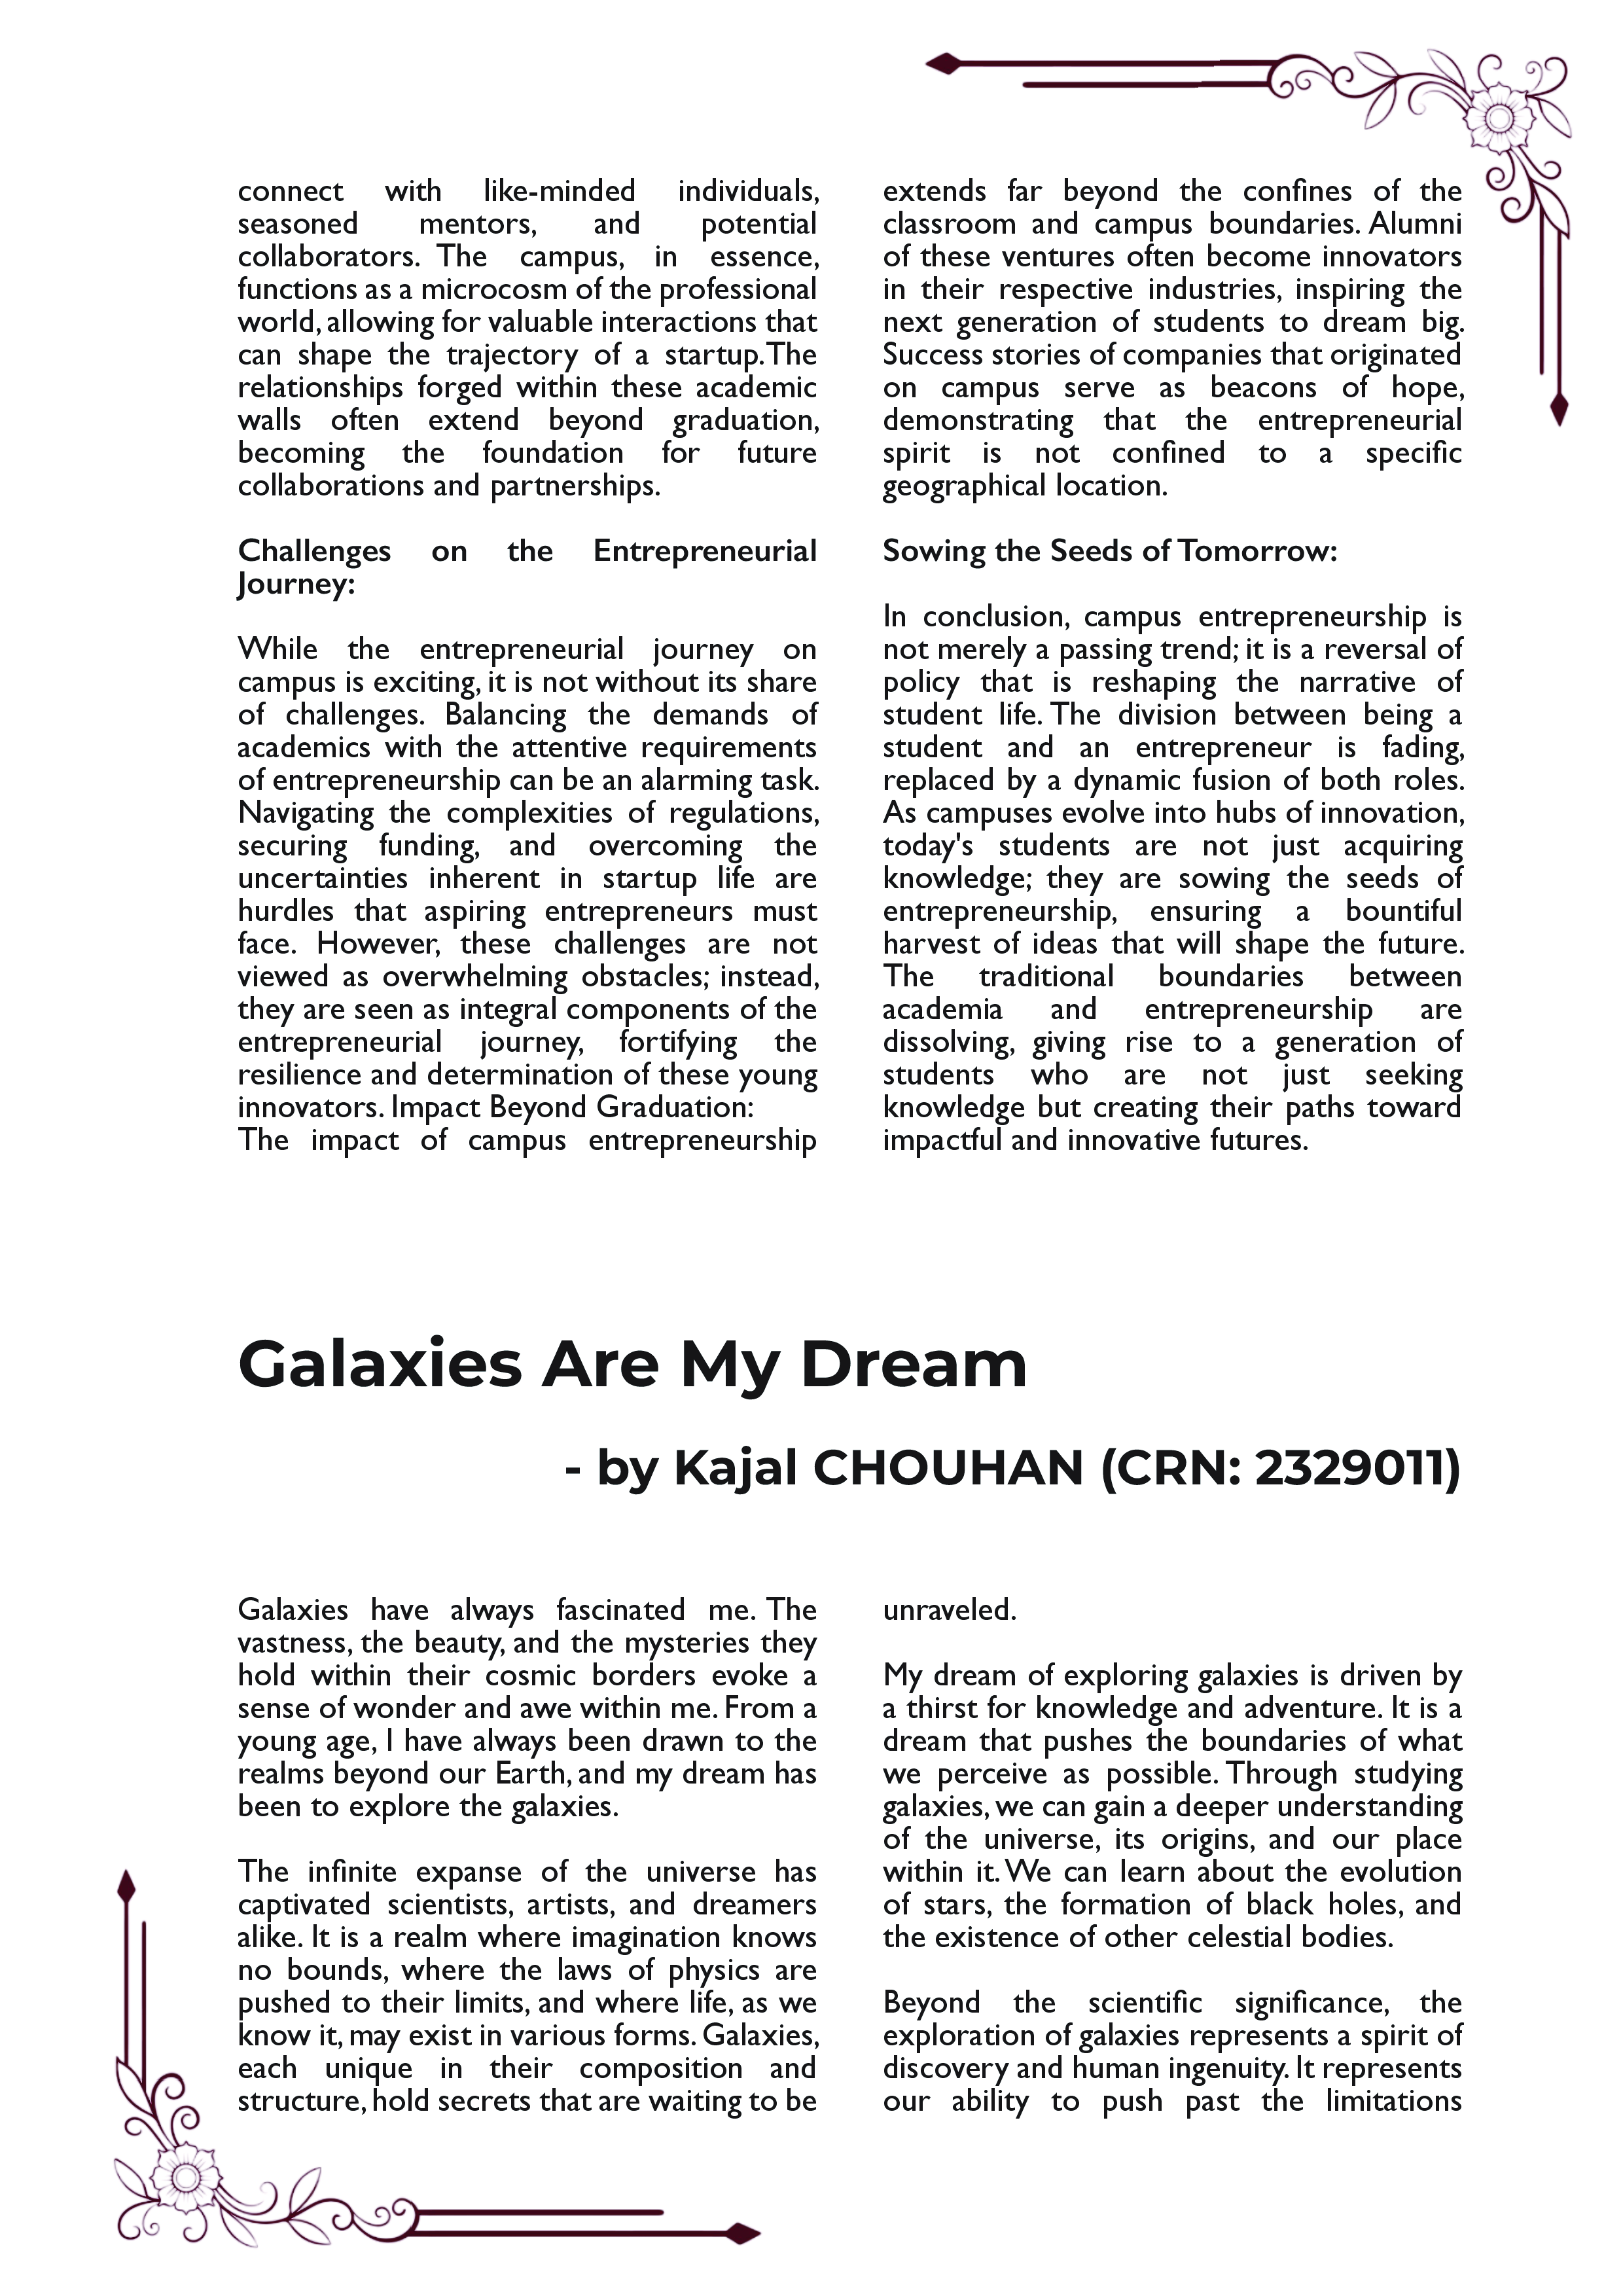 connect with like-minded individuals,
seasoned mentors, and potential
collaborators. The campus, in essence,
functions as a microcosm of the professional
world, allowing for valuable interactions that
can shape the trajectory of a startup.The
relationships forged within these academic
walls often extend beyond graduation,
becoming the foundation for future
collaborations and partnerships.
Challenges on the Entrepreneurial
Journey:
While the entrepreneurial journey on
campus is exciting, it is not without its share
of challenges. Balancing the demands of
academics with the attentive requirements
of entrepreneurship can be an alarming task.
Navigating the complexities of regulations,
securing funding, and overcoming the
uncertainties inherent in startup life are
hurdles that aspiring entrepreneurs must
face. However, these challenges are not
viewed as overwhelming obstacles; instead,
they are seen as integral components of the
entrepreneurial journey, fortifying the
resilience and determination of these young
innovators. Impact Beyond Graduation:
The impact of campus entrepreneurship
extends far beyond the confines of the
classroom and campus boundaries. Alumni
of these ventures often become innovators
in their respective industries, inspiring the
next generation of students to dream big.
Success stories of companies that originated
on campus serve as beacons of hope,
demonstrating that the entrepreneurial
spirit is not confined to a specific
geographical location.
Sowing the Seeds of Tomorrow:
In conclusion, campus entrepreneurship is
not merely a passing trend; it is a reversal of
policy that is reshaping the narrative of
student life. The division between being a
student and an entrepreneur is fading,
replaced by a dynamic fusion of both roles.
As campuses evolve into hubs of innovation,
today's students are not just acquiring
knowledge; they are sowing the seeds of
entrepreneurship, ensuring a bountiful
harvest of ideas that will shape the future.
The traditional boundaries between
academia and entrepreneurship are
dissolving, giving rise to a generation of
students who are not just seeking
knowledge but creating their paths toward
impactful and innovative futures.
Galaxies Are My Dream
- by Kajal CHOUHAN (CRN: 2329011)
Galaxies have always fascinated me. The
vastness, the beauty, and the mysteries they
hold within their cosmic borders evoke a
sense of wonder and awe within me. From a
young age, I have always been drawn to the
realms beyond our Earth, and my dream has
been to explore the galaxies.
The infinite expanse of the universe has
captivated scientists, artists, and dreamers
alike. It is a realm where imagination knows
no bounds, where the laws of physics are
pushed to their limits, and where life, as we
know it, may exist in various forms. Galaxies,
each unique in their composition and
structure, hold secrets that are waiting to be
unraveled.
My dream of exploring galaxies is driven by
a thirst for knowledge and adventure. It is a
dream that pushes the boundaries of what
we perceive as possible. Through studying
galaxies, we can gain a deeper understanding
of the universe, its origins, and our place
within it. We can learn about the evolution
of stars, the formation of black holes, and
the existence of other celestial bodies.
Beyond the scientific significance, the
exploration of galaxies represents a spirit of
discovery and human ingenuity. It represents
our ability to push past the limitations